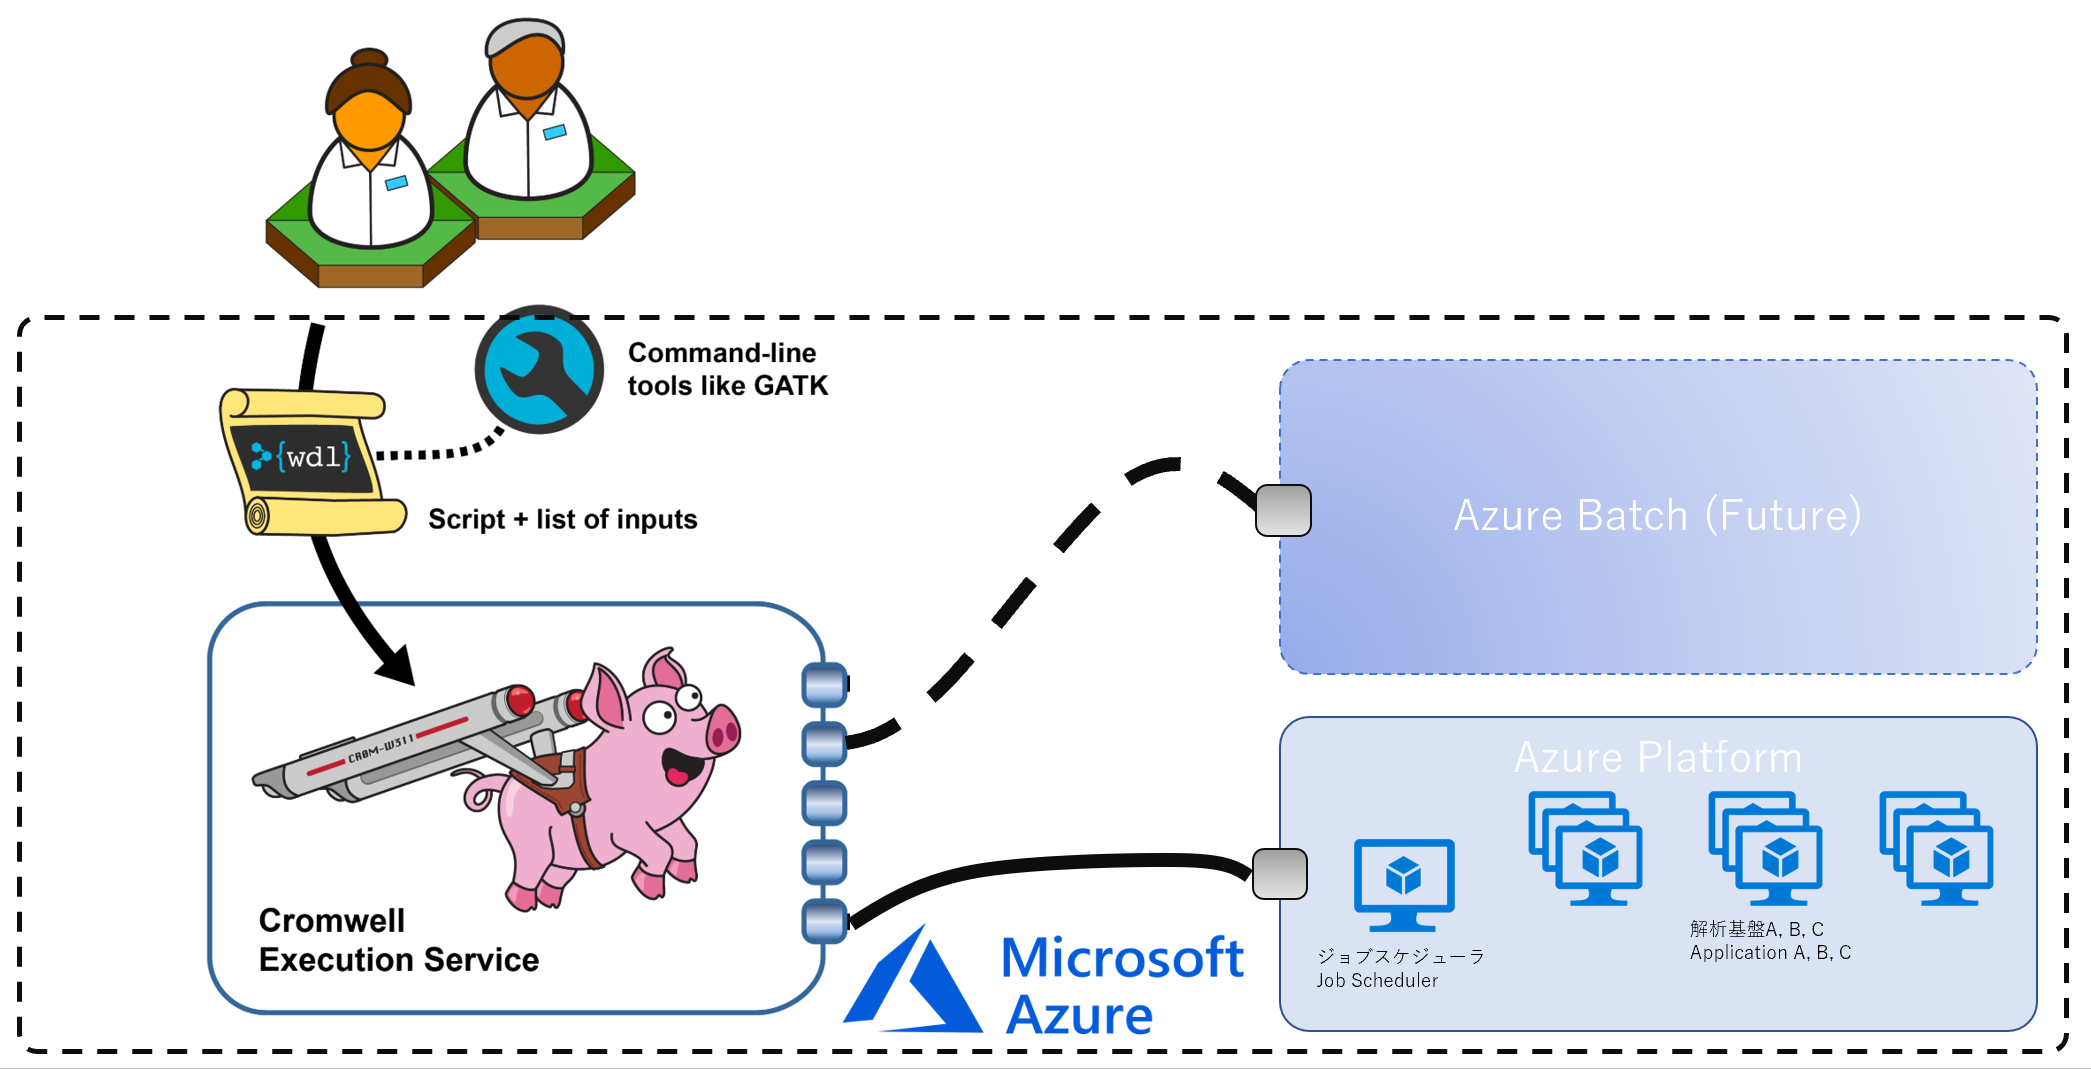 Command-line
tools like GATK
{wdl}
Script + list of inputs
Azure Batch (Future)
CR0M-W311
Cromwell
Execution Service
Microsoft
Azure
Azure Platform
ジョブスケジューラ
Job Scheduler
解析基盤A, B, C
Application A, B, C